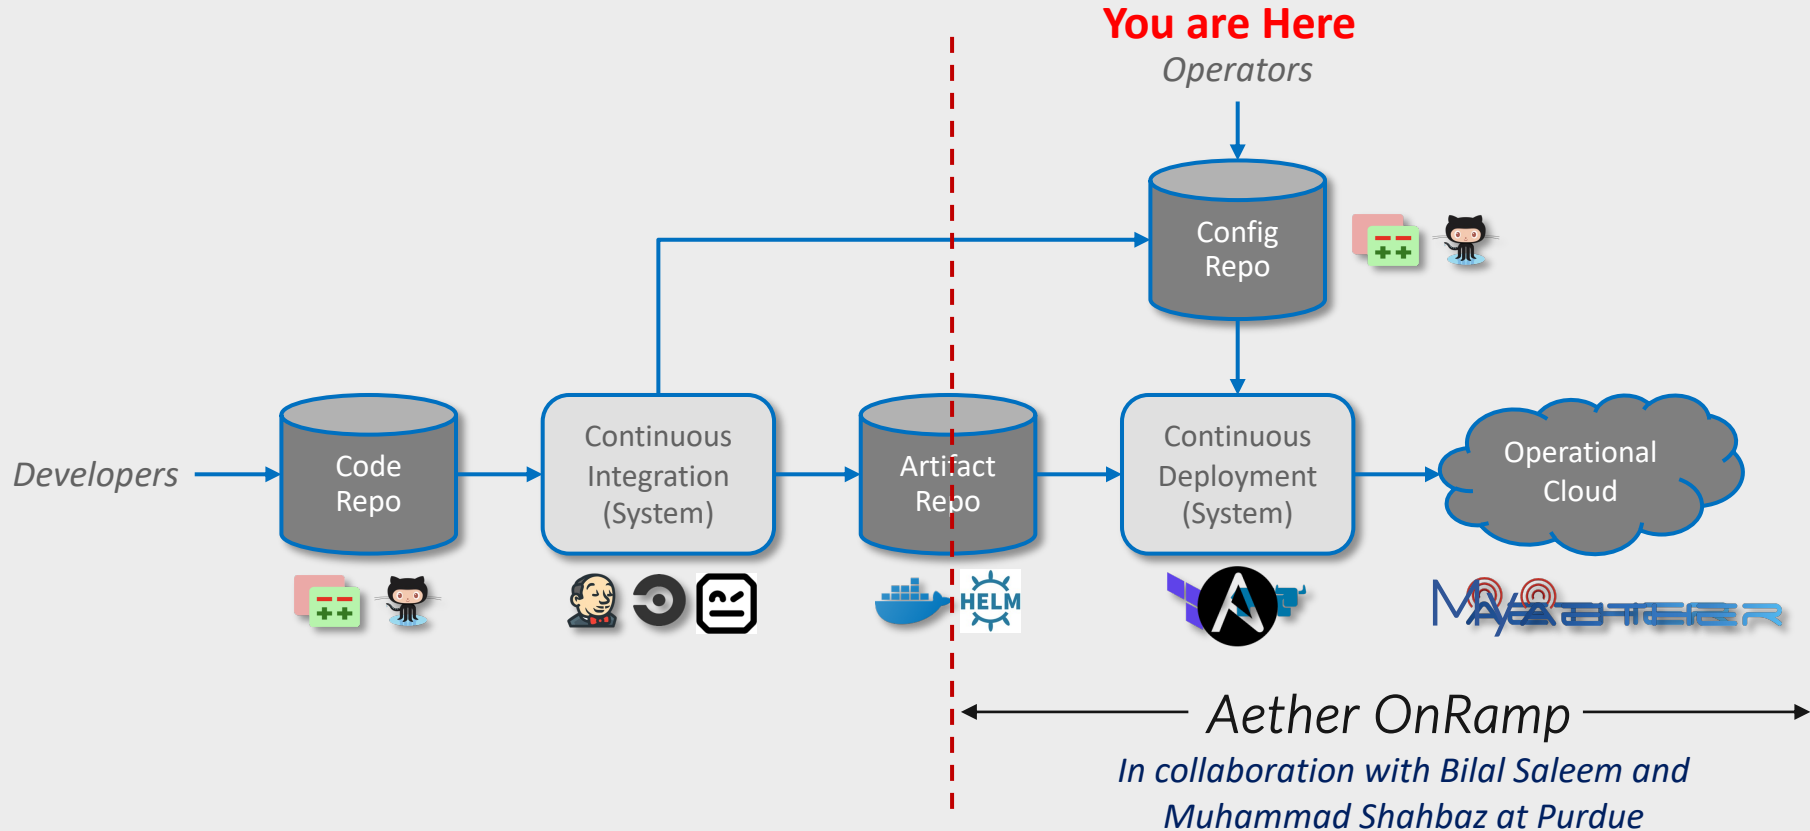 You are Here
Operators
Config
Repo
Developers
Code
Repo
Continuous
Integration
(System)
Artifact
Repo
Continuous
Deployment
(System)
Operational
Cloud
HELM
Aether OnRamp
In collaboration with Bilal Saleem and
Muhammad Shahbaz at Purdue